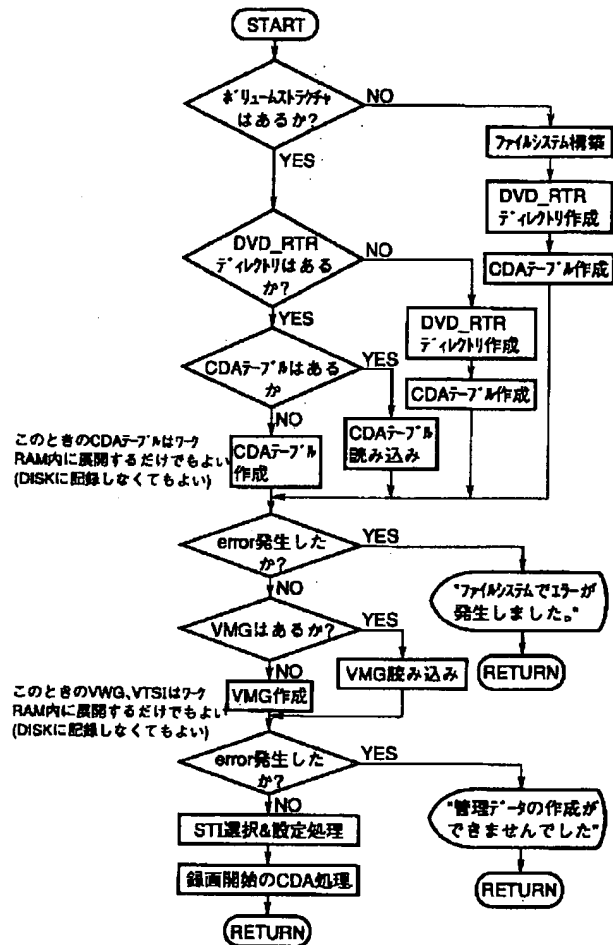 START
ボリュームストラクチャ
はあるか?
NO
YES
ファイルシステム構築
DVD_RTR
ディレクトリ作成
CDAテーブル作成
DVD_RTR
ディレクトリはある
か?
NO
YES
DVD_RTR
ディレクトリ作成
CDAテーブル作成
CDAテーブルはある
か
YES
NO
CDAテーブル
読み込み
このときのCDAテーブルはワーク
RAM内に展開するだけでもよい
(DISKに記録しなくてもよい)
CDAテーブル
作成
error発生した
か?
YES
NO
"ファイルシステムでエラーが
発生しました。"
RETURN
VMGはあるか?
YES
NO
VMG読み込み
このときのVWG、VTSIはワーク
RAM内に展開するだけでもよい
(DISKに記録しなくてもよい)
VMG作成
error発生した
か?
YES
NO
"管理データの作成が
できませんでした"
RETURN
STI選択&設定処理
録画開始のCDA処理
RETURN